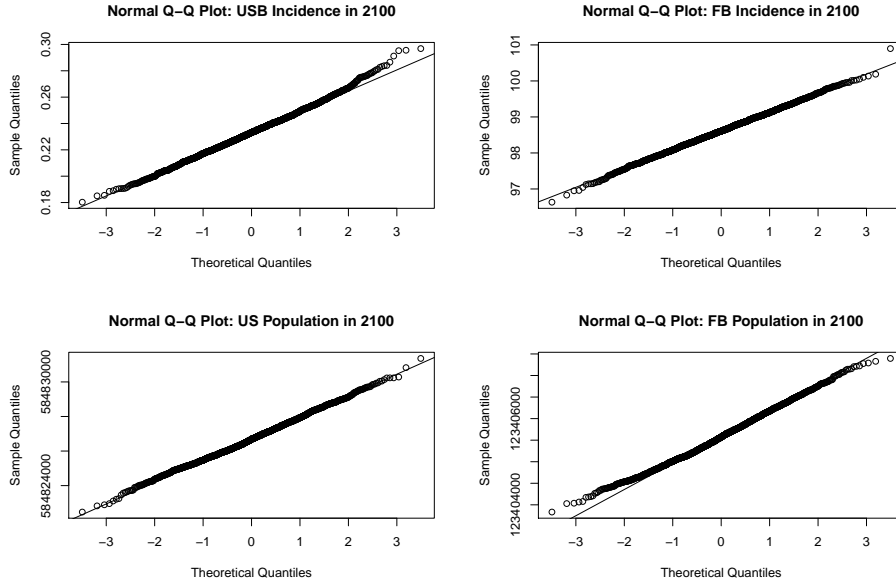 Normal Q−Q Plot: USB Incidence in 2100
Sample Quantiles
0.18 0.22 0.26 0.30
−3 −2 −1 0 1 2 3
Theoretical Quantiles
Normal Q−Q Plot: FB Incidence in 2100
Sample Quantiles
97 98 99 100 101
−3 −2 −1 0 1 2 3
Theoretical Quantiles
Normal Q−Q Plot: US Population in 2100
Sample Quantiles
584824000 584830000
−3 −2 −1 0 1 2 3
Theoretical Quantiles
Normal Q−Q Plot: FB Population in 2100
Sample Quantiles
123404000 123406000
−3 −2 −1 0 1 2 3
Theoretical Quantiles